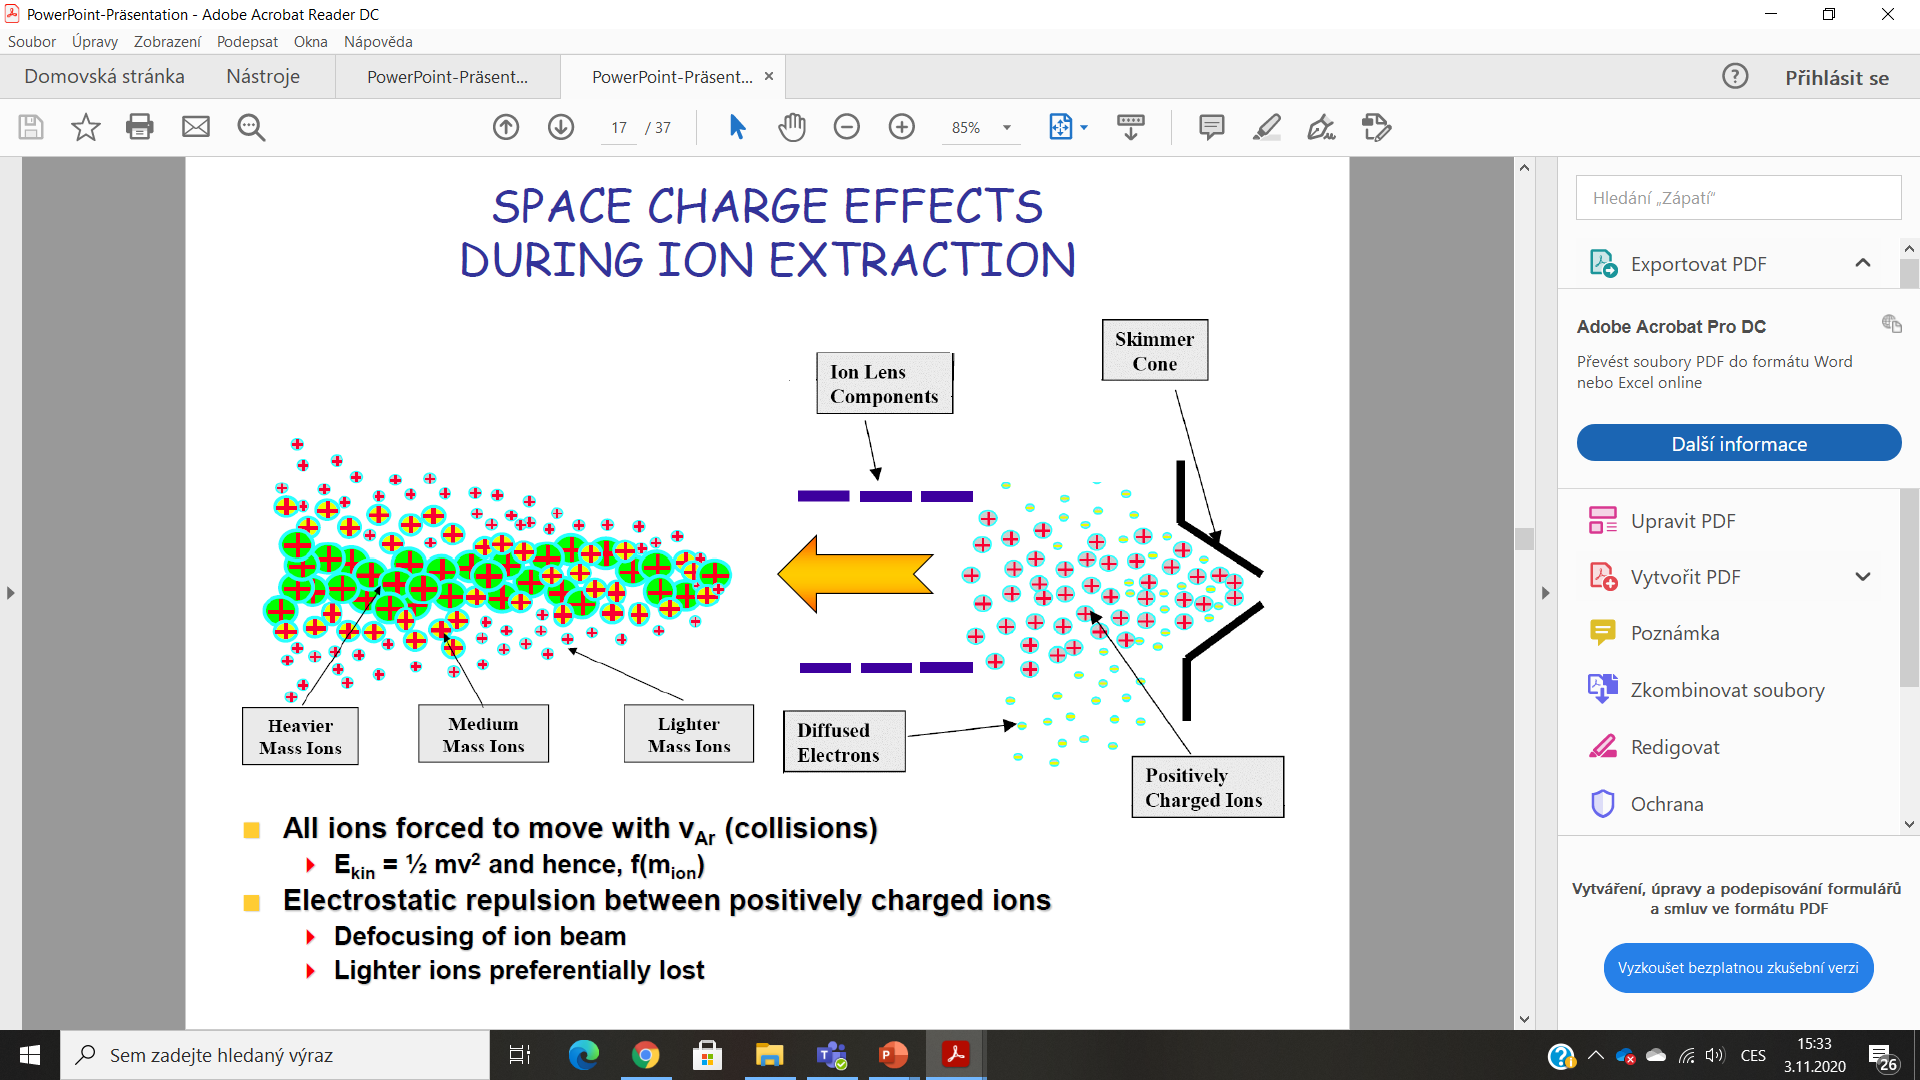 PowerPoint-Präsentation - Adobe Acrobat Reader DC
Soubor Úpravy Zobrazení Podepsat Okna Nápověda
Domovská stránka Nástroje PowerPoint-Präsent... PowerPoint-Präsent... × ? Přihlásit se
17 / 37 85%
SPACE CHARGE EFFECTS
DURING ION EXTRACTION
Skimmer
Cone
Ion Lens
Components
Heavier
Mass Ions
Medium
Mass Ions
Lighter
Mass Ions
Diffused
Electrons
Positively
Charged Ions
All ions forced to move with vAr (collisions)
Ekin = ½ mv² and hence, f(mion)
Electrostatic repulsion between positively charged ions
Defocusing of ion beam
Lighter ions preferentially lost
Hledání „Zápatí“
Exportovat PDF
Adobe Acrobat Pro DC
Převést soubory PDF do formátu Word
nebo Excel online
Další informace
Upravit PDF
Vytvořit PDF
Poznámka
Zkombinovat soubory
Redigovat
Ochrana
Vytváření, úpravy a podepisování formulářů
a smluv ve formátu PDF
Vyzkoušet bezplatnou zkušební verzi
Sem zadejte hledaný výraz
CES
15:33
3.11.2020
26